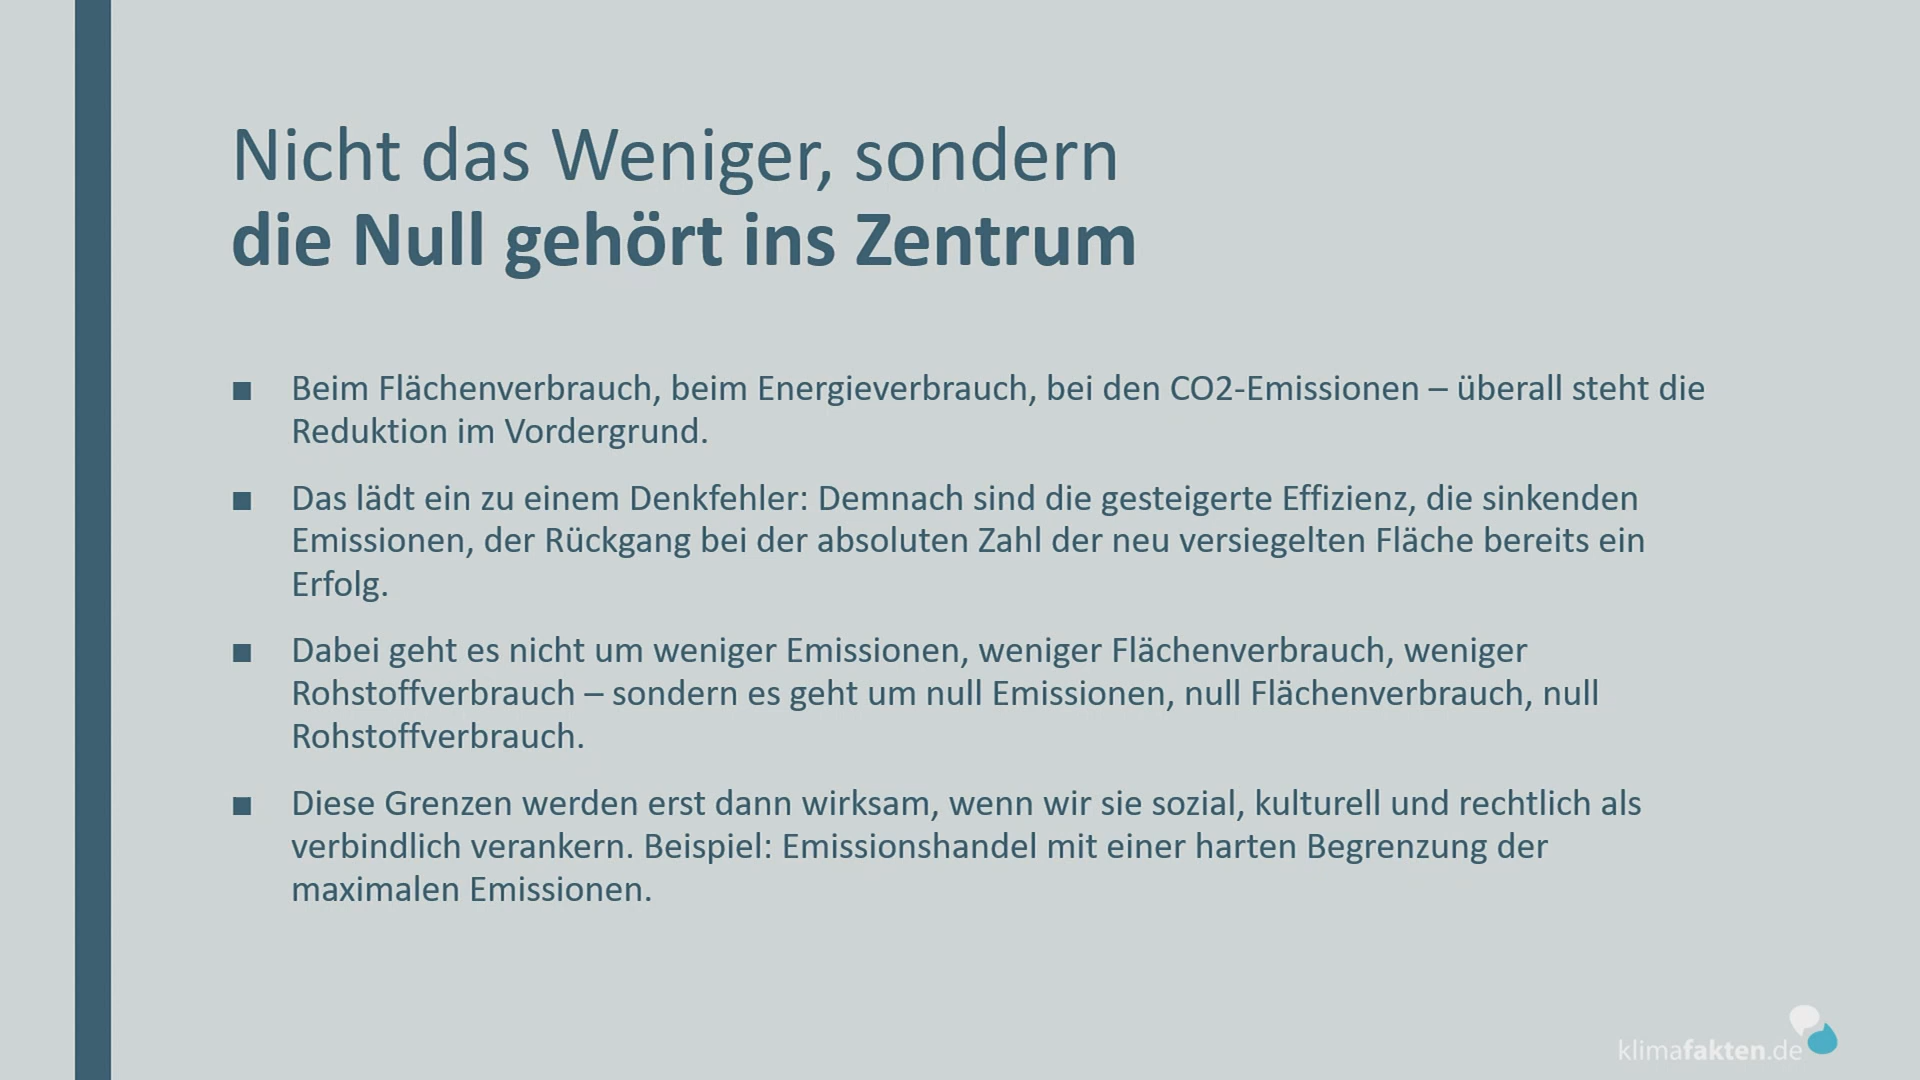 Nicht das Weniger, sondern
die Null gehört ins Zentrum
■ Beim Flächenverbrauch, beim Energieverbrauch, bei den CO2-Emissionen – überall steht die
Reduktion im Vordergrund.
■ Das lädt ein zu einem Denkfehler: Demnach sind die gesteigerte Effizienz, die sinkenden
Emissionen, der Rückgang bei der absoluten Zahl der neu versiegelten Fläche bereits ein
Erfolg.
■ Dabei geht es nicht um weniger Emissionen, weniger Flächenverbrauch, weniger
Rohstoffverbrauch – sondern es geht um null Emissionen, null Flächenverbrauch, null
Rohstoffverbrauch.
■ Diese Grenzen werden erst dann wirksam, wenn wir sie sozial, kulturell und rechtlich als
verbindlich verankern. Beispiel: Emissionshandel mit einer harten Begrenzung der
maximalen Emissionen.
klimafakten.de